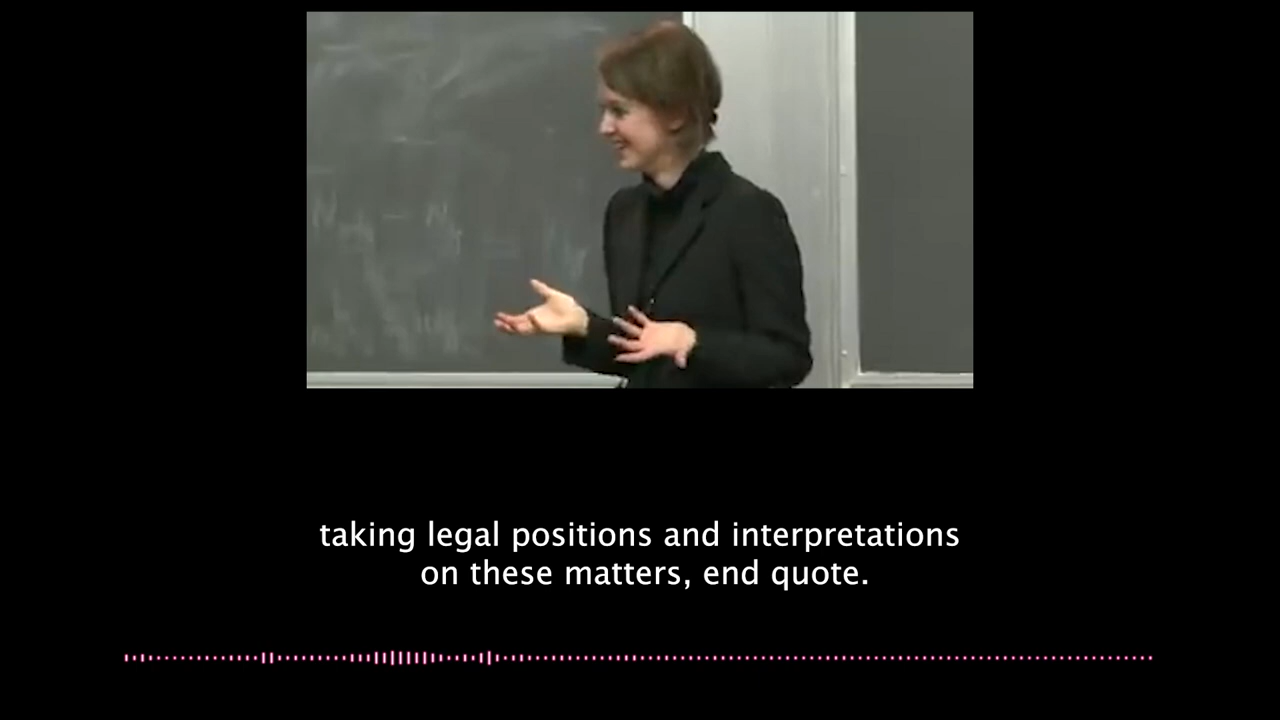 taking legal positions and interpretations
on these matters, end quote.